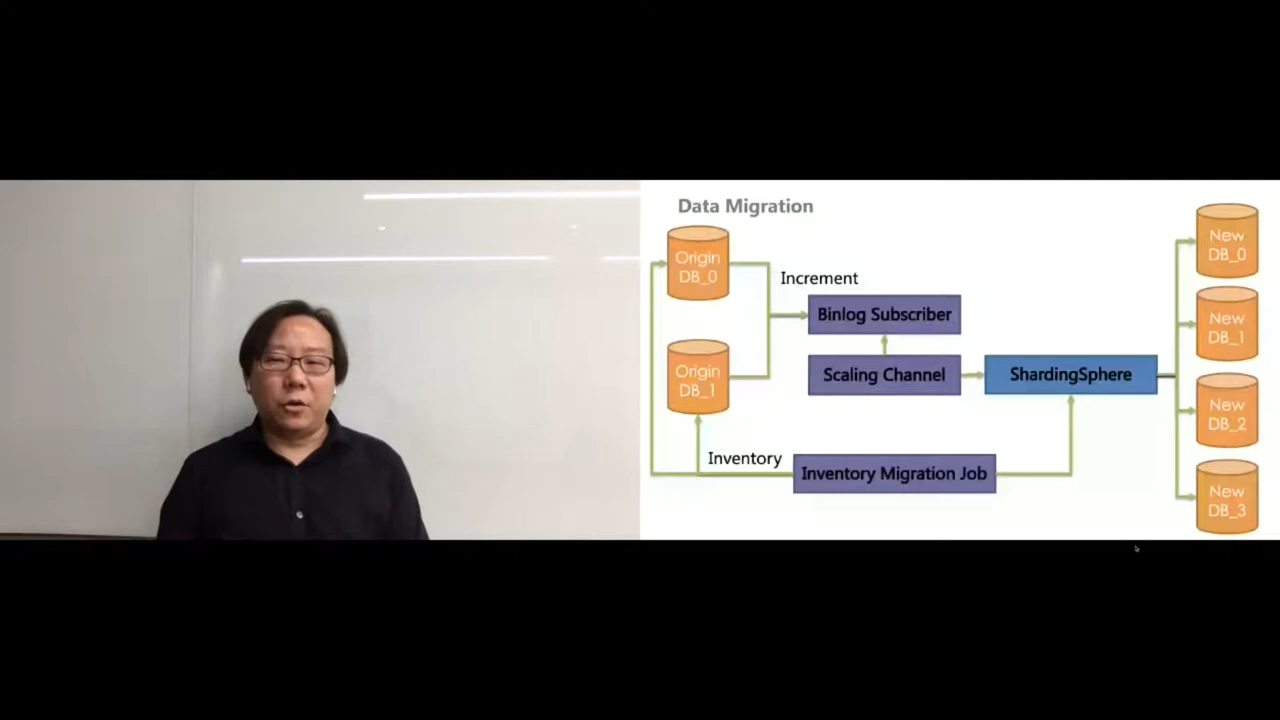 Data Migration
Origin
DB_0
Increment
Binlog Subscriber
Origin
DB_1
Scaling Channel
ShardingSphere
Inventory
Inventory Migration Job
New
DB_0
New
DB_1
New
DB_2
New
DB_3